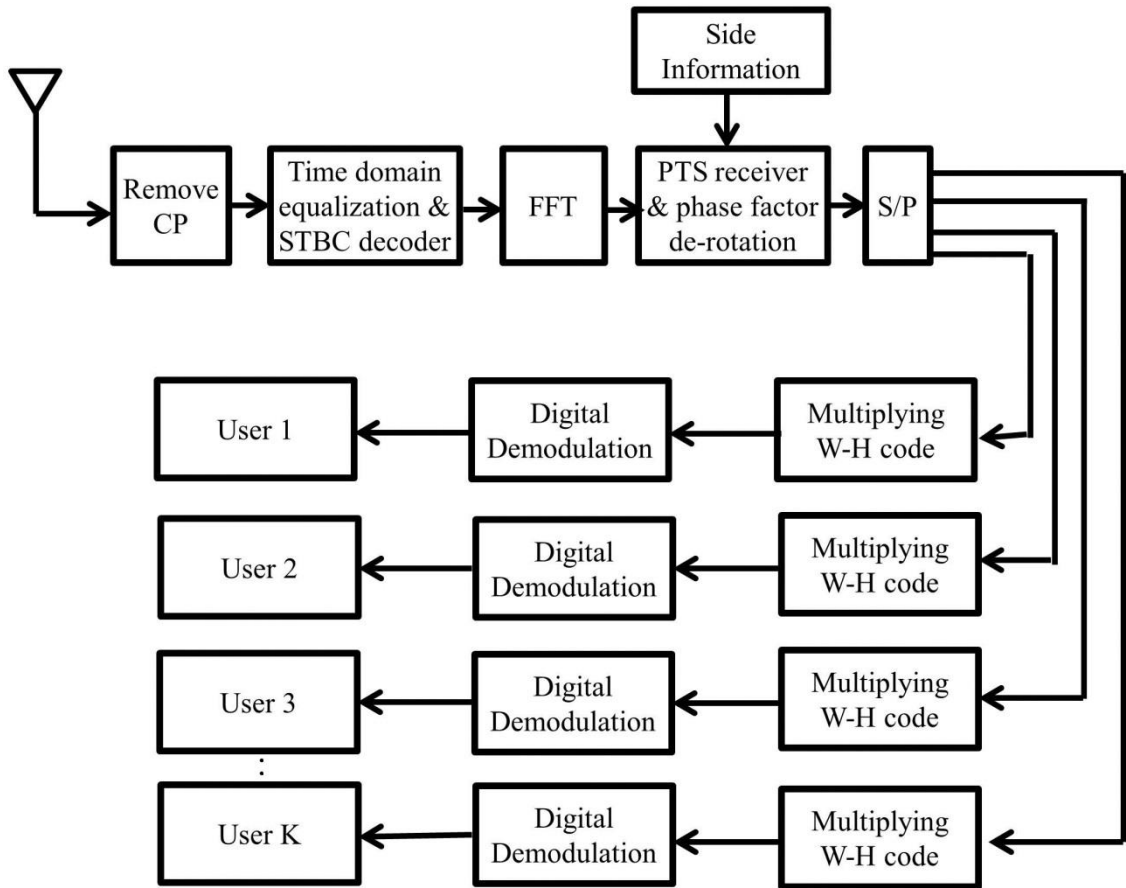 Side
Information
Remove
CP
Time domain
equalization &
STBC decoder
FFT
PTS receiver
& phase factor
de-rotation
S/P
User 1
Digital
Demodulation
Multiplying
W-H code
User 2
Digital
Demodulation
Multiplying
W-H code
User 3
Digital
Demodulation
Multiplying
W-H code
⋮
User K
Digital
Demodulation
Multiplying
W-H code